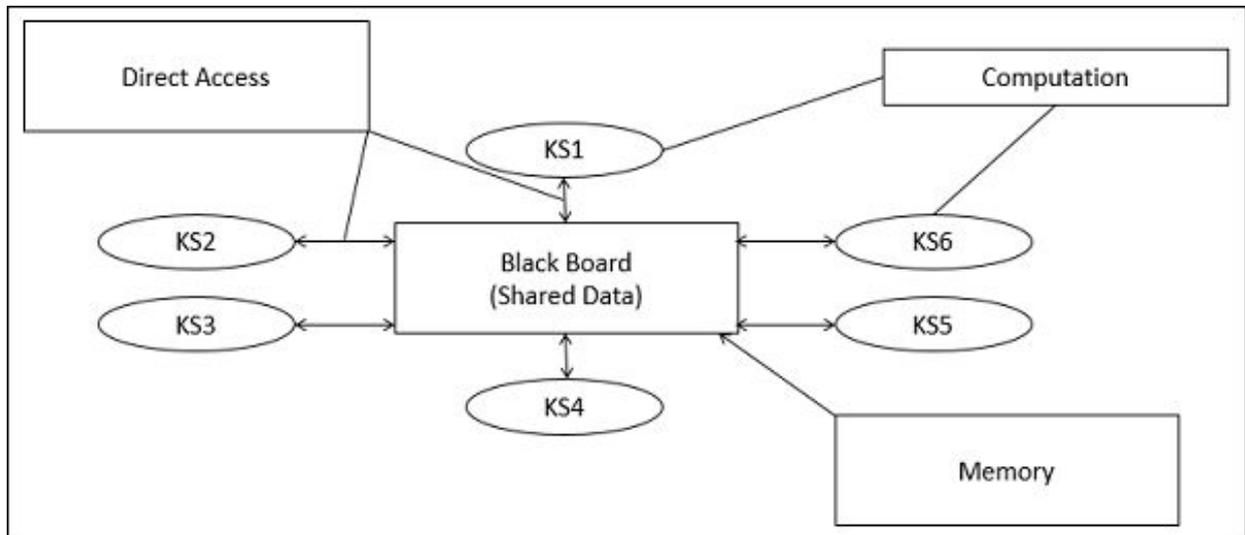 Direct Access
Computation
KS1
KS2
KS6
Black Board
(Shared Data)
KS3
KS5
KS4
Memory